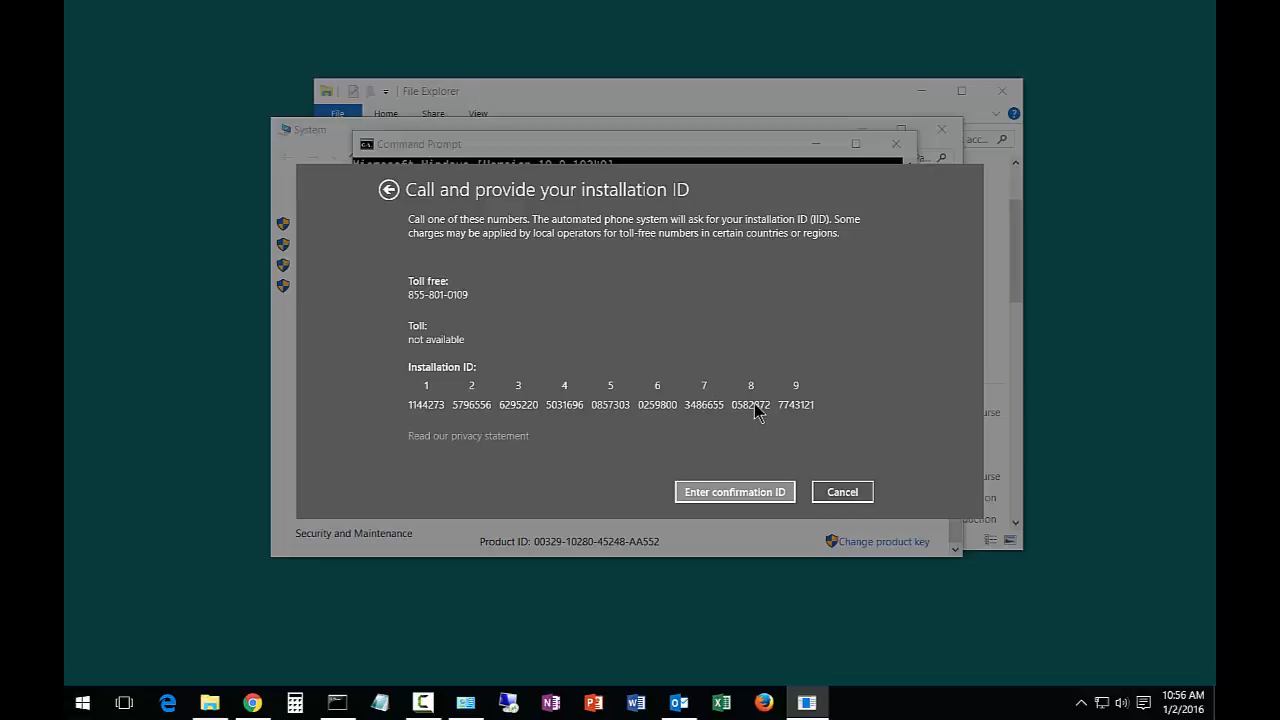 File Explorer
File Home Share View
System
acc...
Command Prompt
Call and provide your installation ID
Call one of these numbers. The automated phone system will ask for your installation ID (IID). Some
charges may be applied by local operators for toll-free numbers in certain countries or regions.
Toll free:
855-801-0109
Toll:
not available
Installation ID:
1 2 3 4 5 6 7 8 9
1144273 5796556 6295220 5031696 0857303 0259800 3486655 7743121
Read our privacy statement
Enter confirmation ID Cancel
Security and Maintenance
Product ID: 00329-10280-45248-AA552
Change product key
10:56 AM
1/2/2016